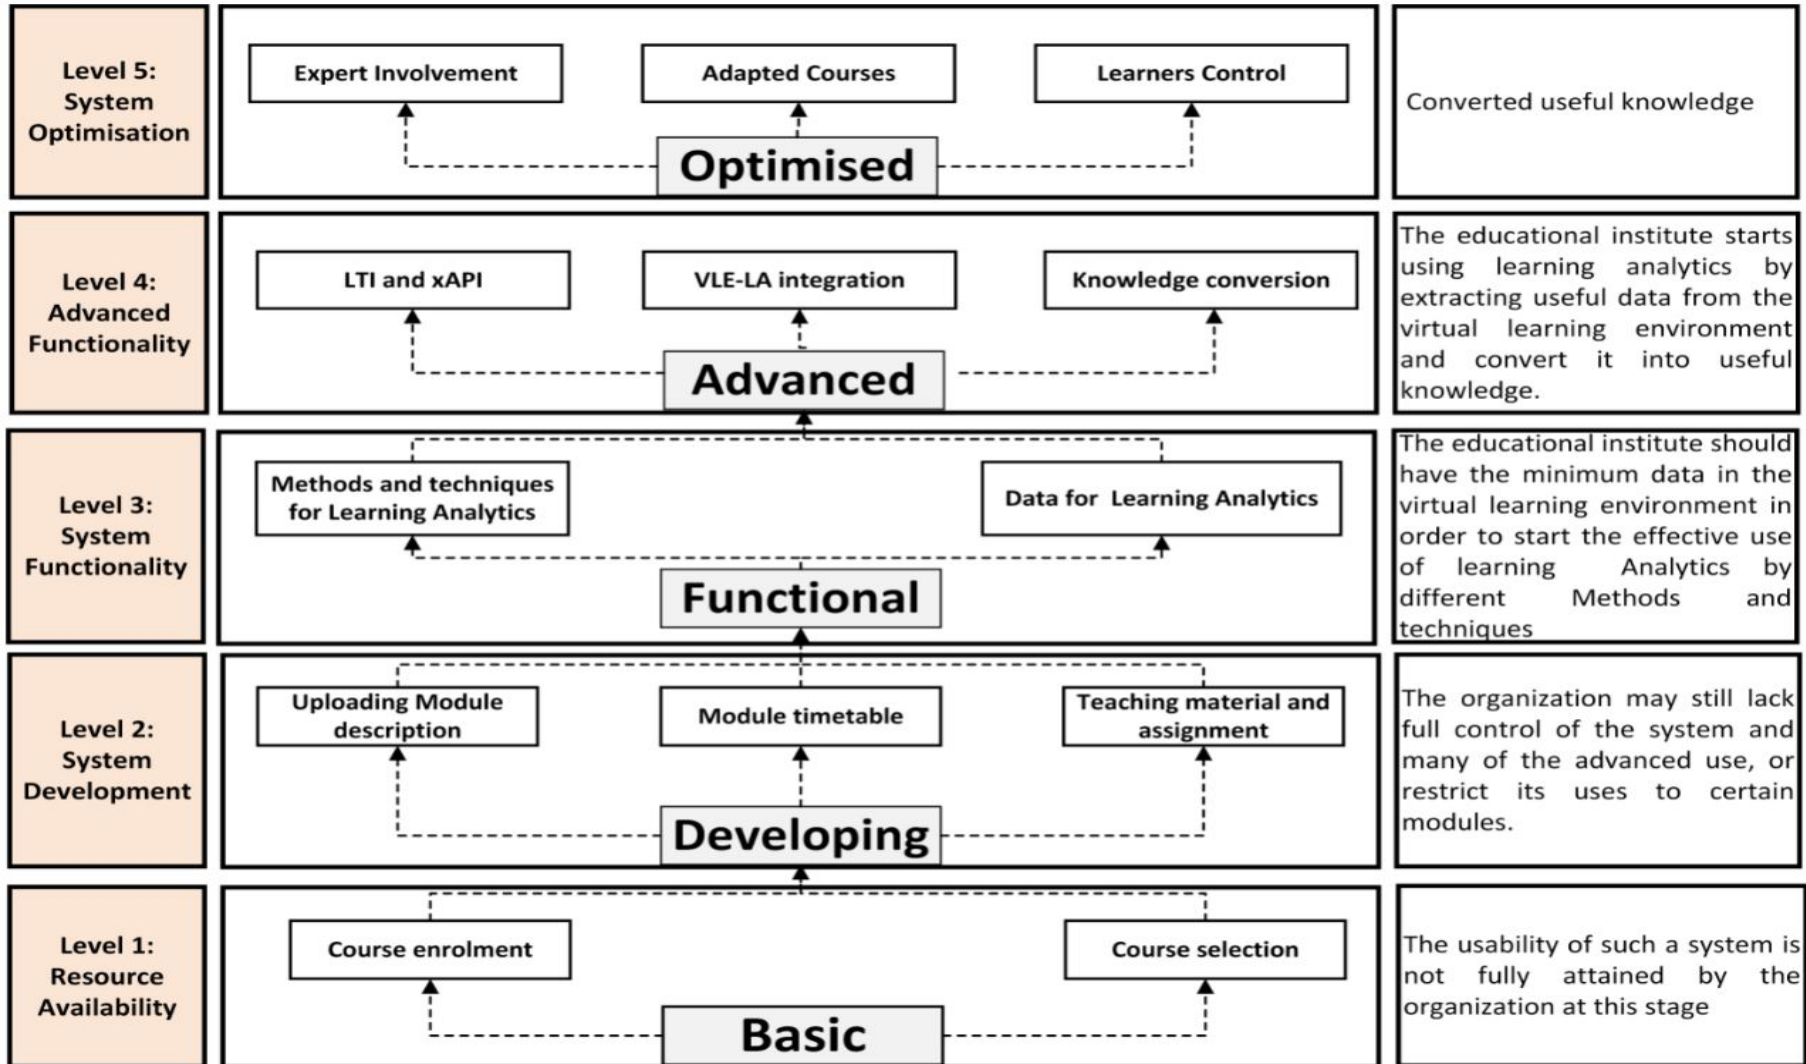 Level 5:
System
Optimisation
Expert Involvement
Adapted Courses
Learners Control
Optimised
Converted useful knowledge
Level 4:
Advanced
Functionality
LTI and xAPI
VLE-LA integration
Knowledge conversion
Advanced
The educational institute starts
using learning analytics by
extracting useful data from the
virtual learning environment
and convert it into useful
knowledge.
Level 3:
System
Functionality
Methods and techniques
for Learning Analytics
Data for Learning Analytics
Functional
The educational institute should
have the minimum data in the
virtual learning environment in
order to start the effective use
of learning Analytics by
different Methods and
techniques
Level 2:
System
Development
Uploading Module
description
Module timetable
Teaching material and
assignment
Developing
The organization may still lack
full control of the system and
many of the advanced use, or
restrict its uses to certain
modules.
Level 1:
Resource
Availability
Course enrolment
Course selection
Basic
The usability of such a system is
not fully attained by the
organization at this stage